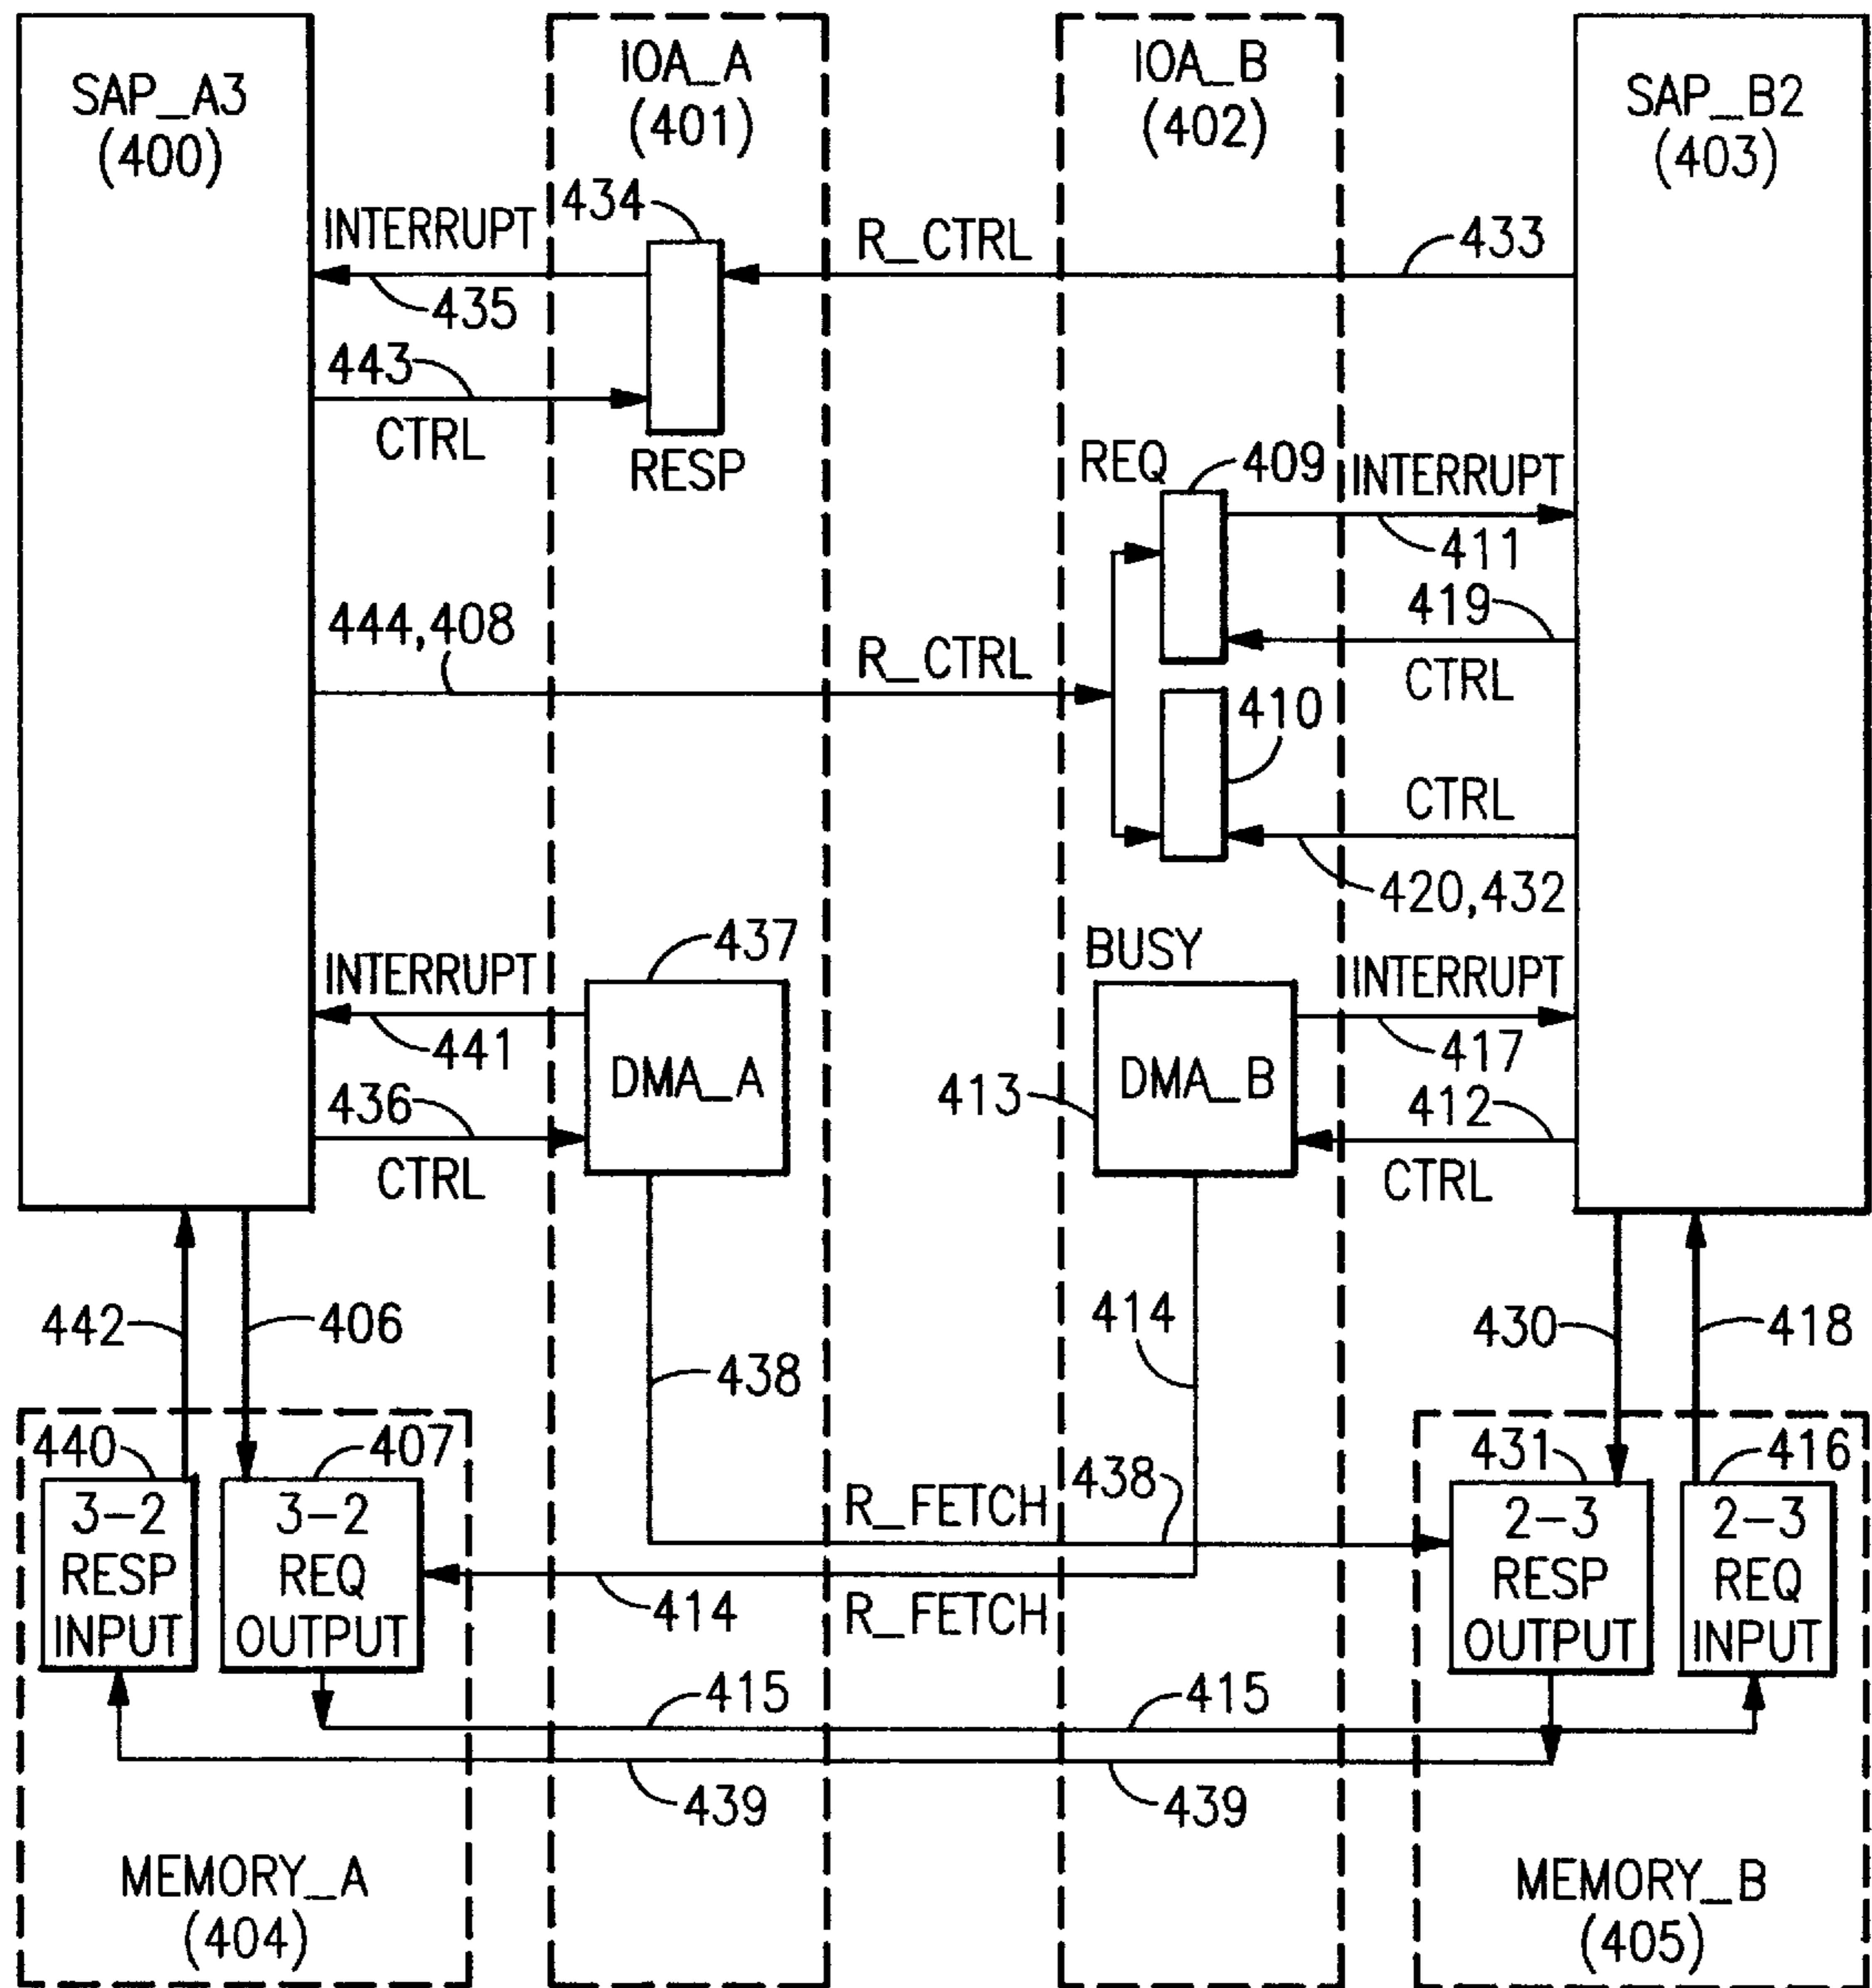 SAP_A3
(400)
IOA_A
(401)
IOA_B
(402)
SAP_B2
(403)
434
INTERRUPT
R_CTRL
433
435
443
CTRL
RESP
REQ
409
INTERRUPT
411
444,408
R_CTRL
419
CTRL
410
CTRL
420,432
437
BUSY
INTERRUPT
INTERRUPT
441
417
DMA_A
413
DMA_B
436
412
CTRL
CTRL
442
406
414
430
418
438
440
407
438
431
416
3-2
RESP
INPUT
3-2
REQ
OUTPUT
R_FETCH
2-3
RESP
OUTPUT
2-3
REQ
INPUT
414
R_FETCH
415
415
439
439
MEMORY_A
(404)
MEMORY_B
(405)